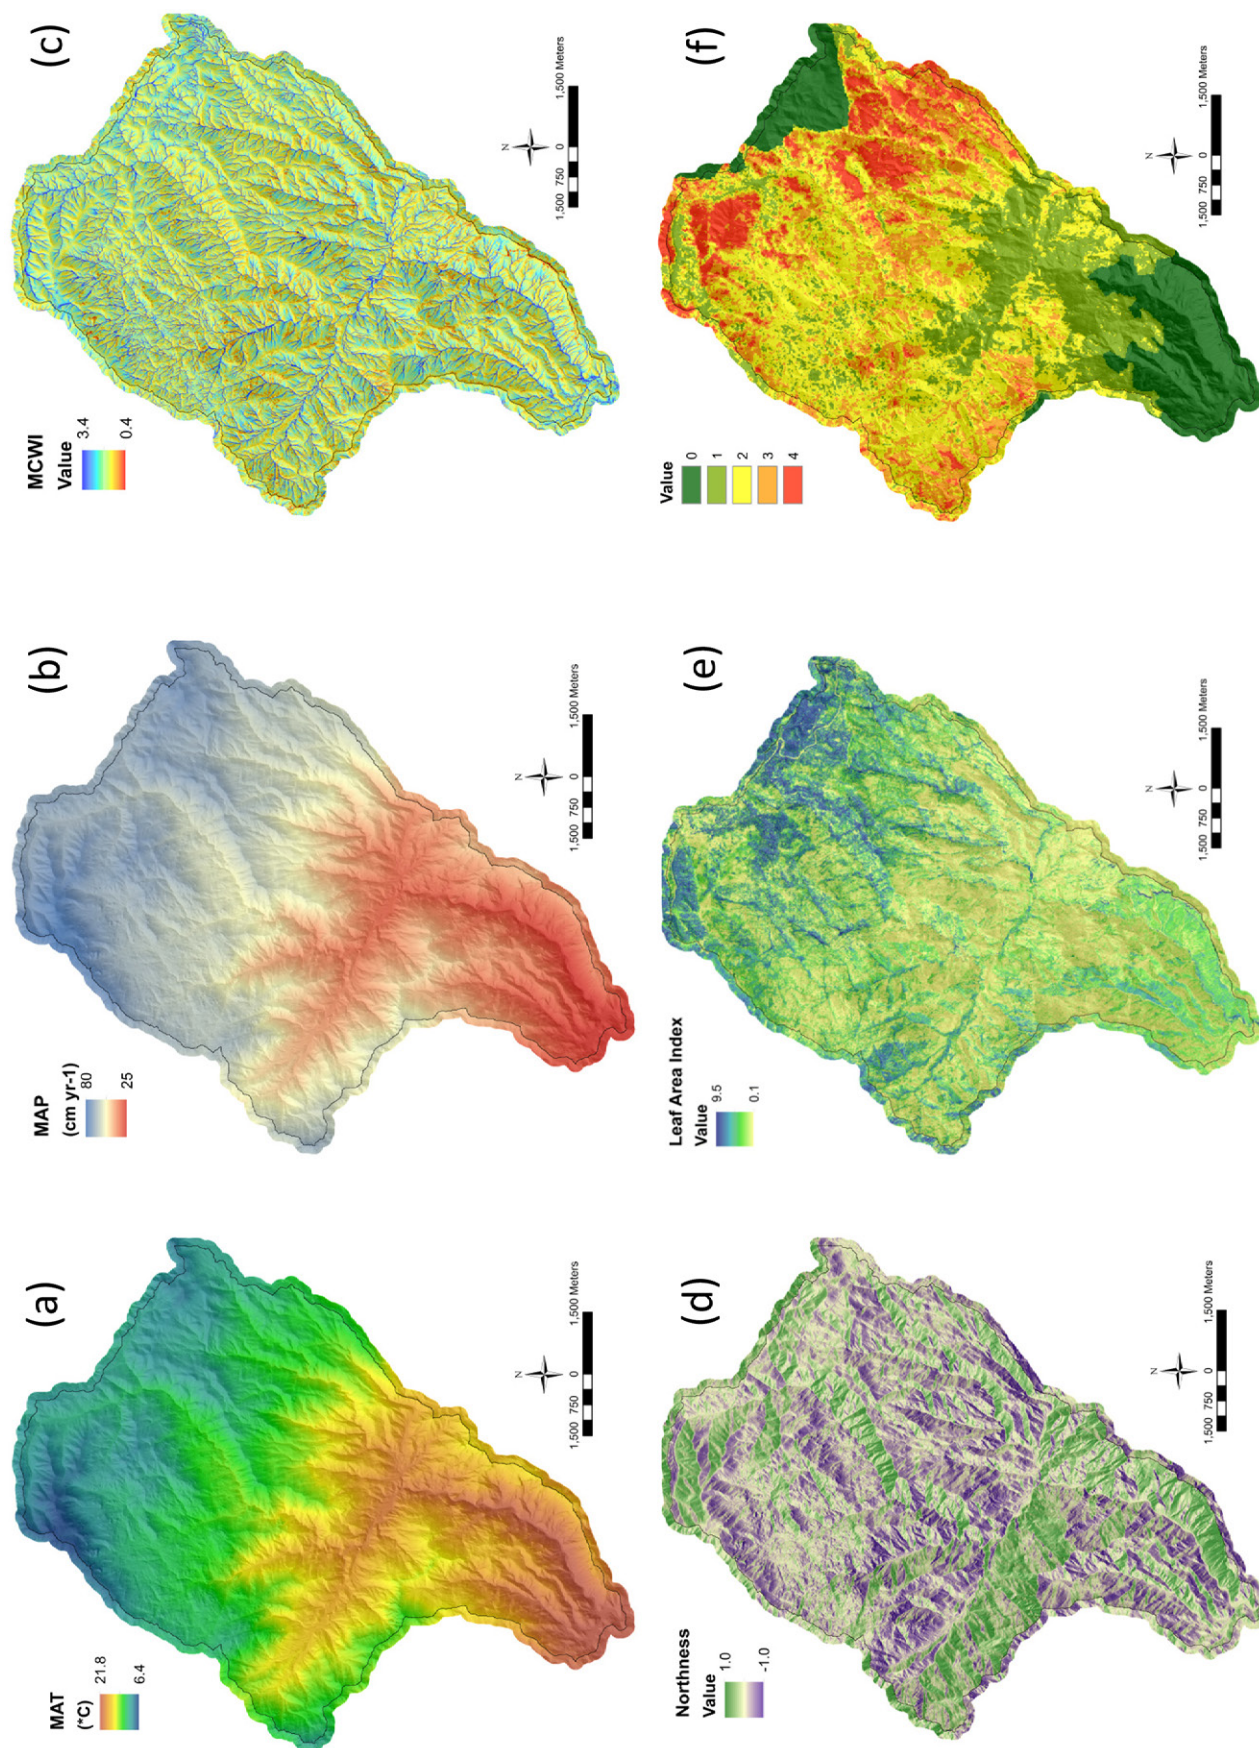 (a)
MAT
(°C)
21.8
6.4
N
1,500 750 0 1,500 Meters
(b)
MAP
(cm yr-1)
80
25
N
1,500 750 0 1,500 Meters
(c)
MCWI
Value
3.4
0.4
N
1,500 750 0 1,500 Meters
(d)
Northness
Value
1.0
-1.0
N
1,500 750 0 1,500 Meters
(e)
Leaf Area Index
Value
9.5
0.1
N
1,500 750 0 1,500 Meters
(f)
Value
0
1
2
3
4
N
1,500 750 0 1,500 Meters